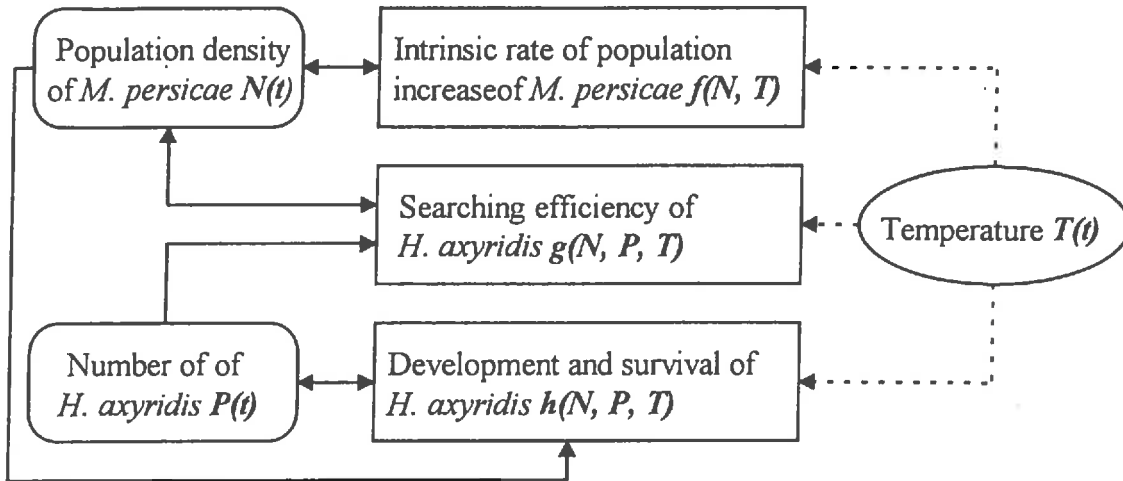 Population density
of M. persicae N(t)
Intrinsic rate of population
increaseof M. persicae f(N, T)
Searching efficiency of
H. axyridis g(N, P, T)
Temperature T(t)
Number of of
H. axyridis P(t)
Development and survival of
H. axyridis h(N, P, T)